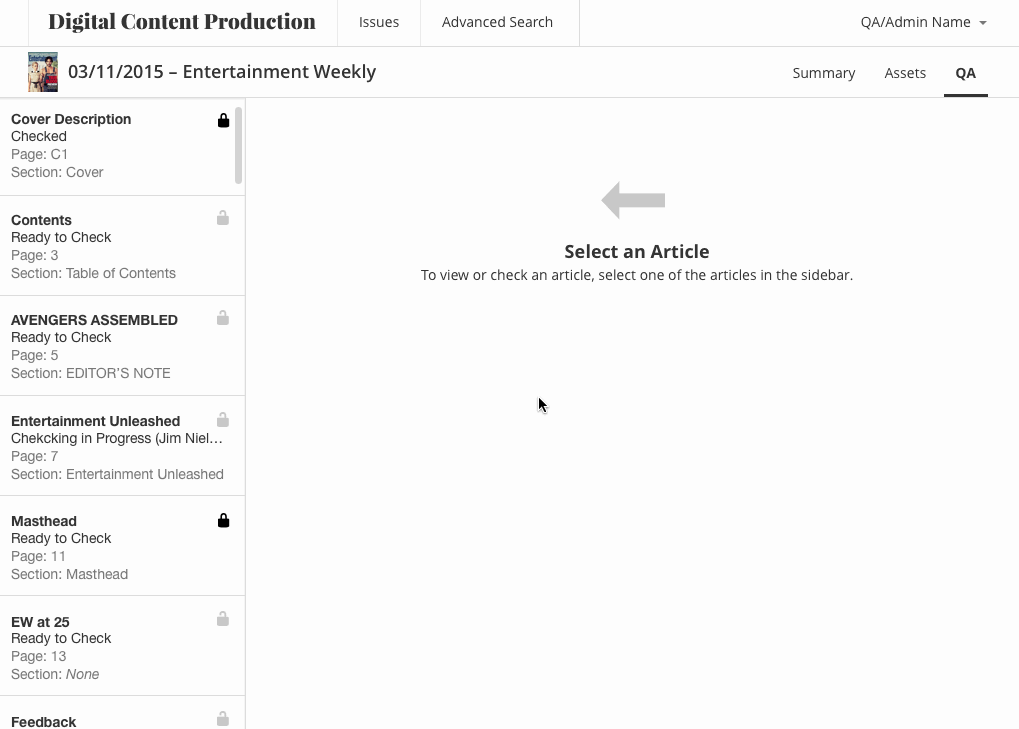 Digital Content Production
Issues
Advanced Search
QA/Admin Name
03/11/2015 – Entertainment Weekly
Summary
Assets
QA
Cover Description
Checked
Page: C1
Section: Cover
Contents
Ready to Check
Page: 3
Section: Table of Contents
AVENGERS ASSEMBLED
Ready to Check
Page: 5
Section: EDITOR'S NOTE
Entertainment Unleashed
Chekcking in Progress (Jim Niel…
Page: 7
Section: Entertainment Unleashed
Masthead
Ready to Check
Page: 11
Section: Masthead
EW at 25
Ready to Check
Page: 13
Section: None
Feedback
Select an Article
To view or check an article, select one of the articles in the sidebar.